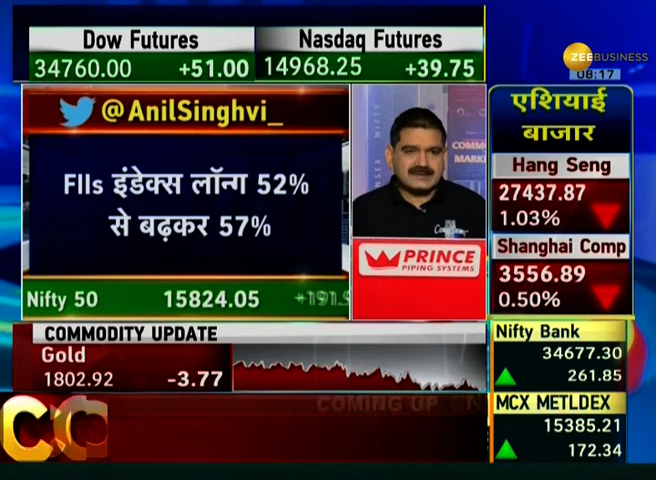 Dow Futures
34760.00 +51.00
Nasdaq Futures
14968.25 +39.75
ZEEBUSINESS
08:17
@AnilSinghvi_
FIIs इंडेक्स लॉन्ग 52%
से बढ़कर 57%
Nifty 50 15824.05
PRINCE
PIPING SYSTEMS
एशियाई
बाजार
Hang Seng
27437.87
1.03%
Shanghai Comp
3556.89
0.50%
COMMODITY UPDATE
Gold
1802.92 -3.77
COMING UP
Nifty Bank
34677.30
261.85
MCX METLDEX
15385.21
172.34